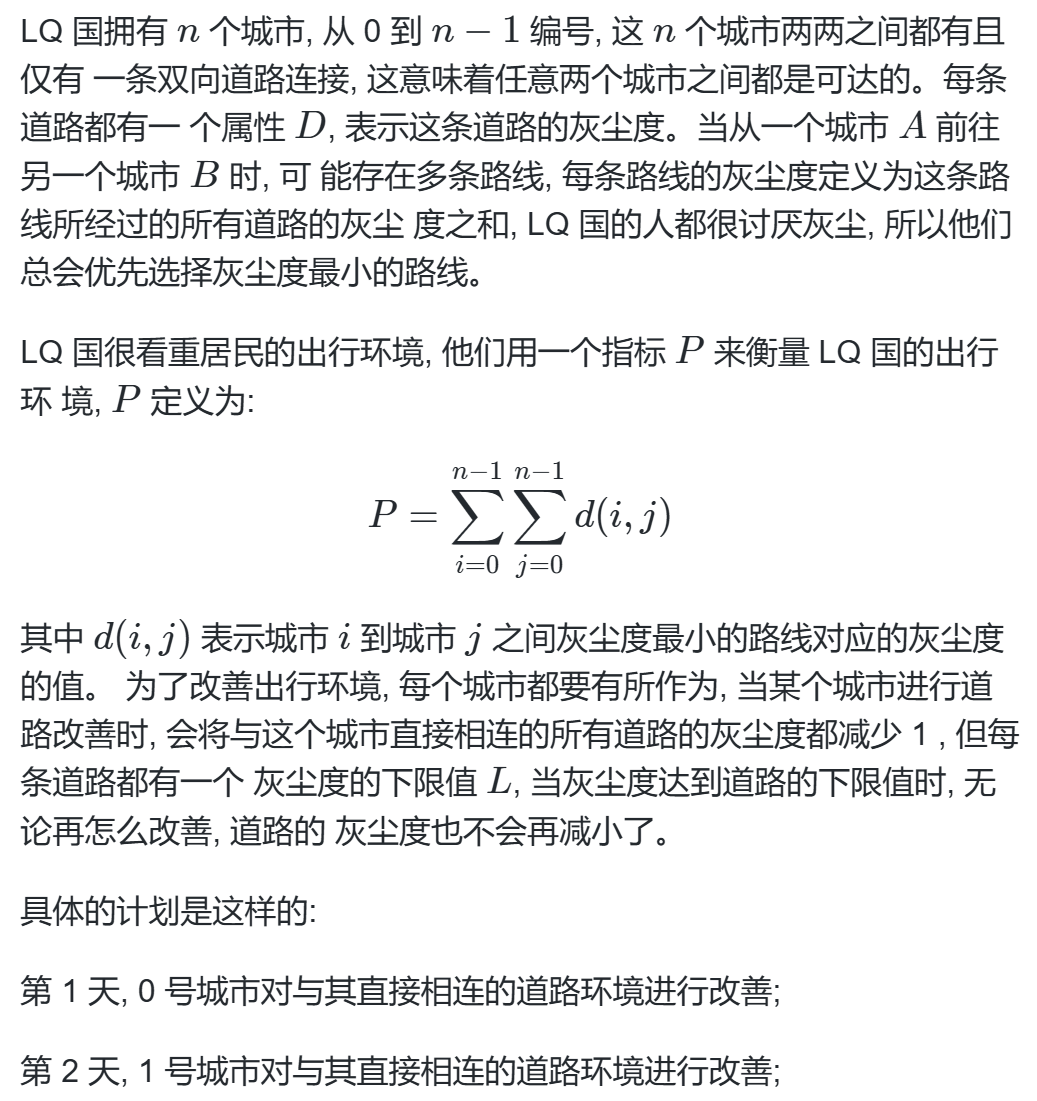 LQ 国拥有 n 个城市, 从 0 到 n − 1 编号, 这 n 个城市两两之间都有且
仅有 一条双向道路连接, 这意味着任意两个城市之间都是可达的。每条
道路都有一 个属性 D, 表示这条道路的灰尘度。当从一个城市 A 前往
另一个城市 B 时, 可 能存在多条路线, 每条路线的灰尘度定义为这条路
线所经过的所有道路的灰尘 度之和, LQ 国的人都很讨厌灰尘, 所以他们
总会优先选择灰尘度最小的路线。
LQ 国很看重居民的出行环境, 他们用一个指标 P 来衡量 LQ 国的出行
环 境, P 定义为:
P = \sum_{i=0}^{n-1} \sum_{j=0}^{n-1} d(i, j)
其中 d(i, j) 表示城市 i 到城市 j 之间灰尘度最小的路线对应的灰尘度
的值。 为了改善出行环境, 每个城市都要有所作为, 当某个城市进行道
路改善时, 会将与这个城市直接相连的所有道路的灰尘度都减少 1 , 但每
条道路都有一个 灰尘度的下限值 L, 当灰尘度达到道路的下限值时, 无
论再怎么改善, 道路的 灰尘度也不会再减小了。
具体的计划是这样的:
第 1 天, 0 号城市对与其直接相连的道路环境进行改善;
第 2 天, 1 号城市对与其直接相连的道路环境进行改善;